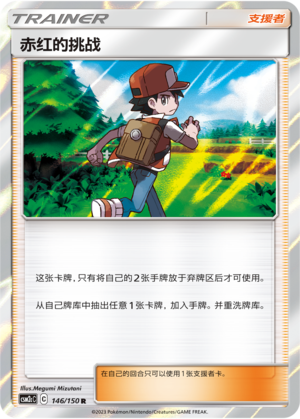 TRAINER 支援者
赤红的挑战
这张卡牌，只有将自己的2张手牌放于弃牌区后才可使用。
从自己牌库中抽出任意1张卡牌，加入手牌。并重洗牌库。
Illus.Megumi Mizutani
CSM2c C C 146/150 R
在自己的回合只可以使用1张支援者卡。
©2023 Pokémon/Nintendo/Creatures/GAME FREAK.